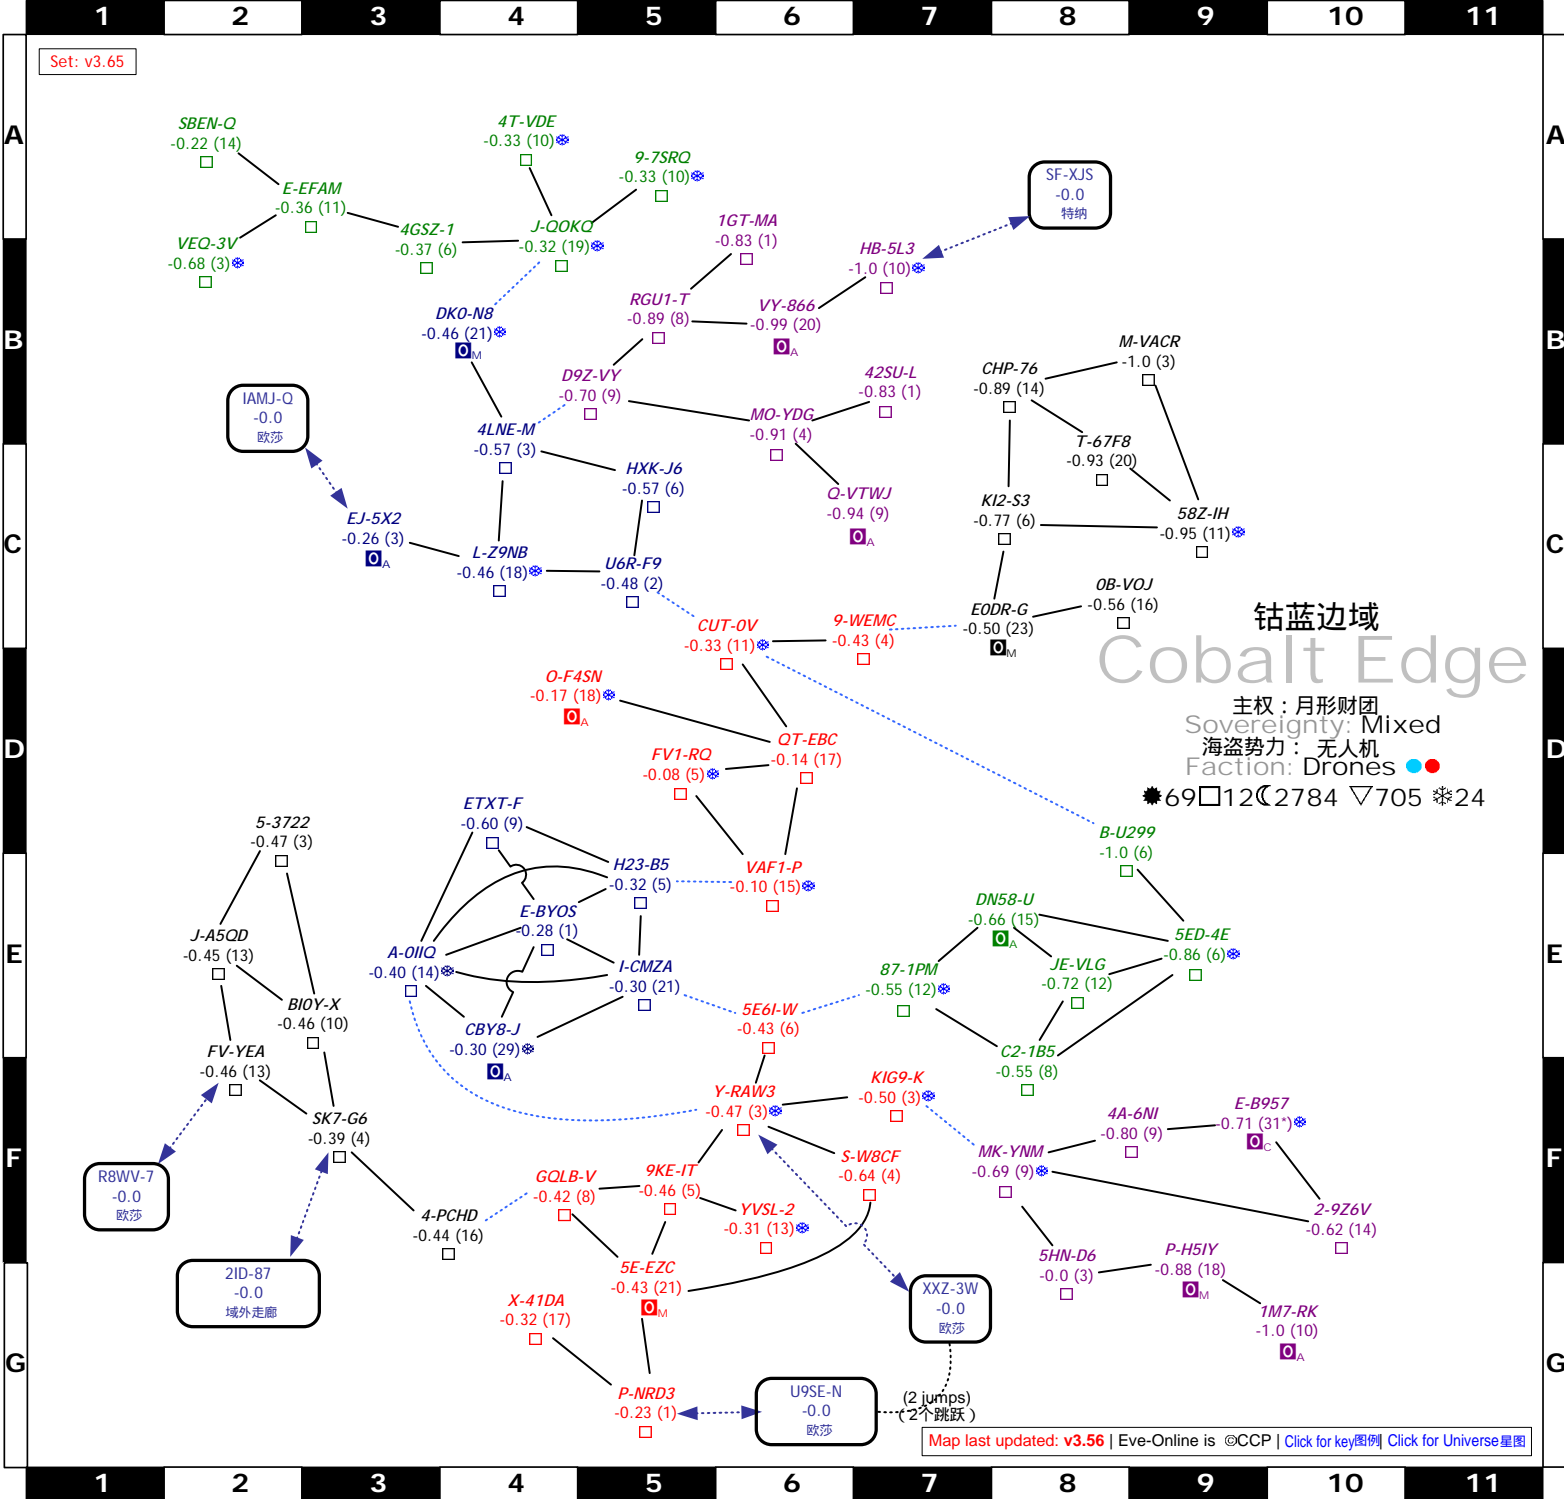 1 2 3 4 5 6 7 8 9 10 11
Set: v3.65
A A
SBEN-Q
-0.22 (14)
4T-VDE
-0.33 (10)
9-7SRQ
-0.33 (10)
E-EFAM
-0.36 (11)
SF-XJS
-0.0
特纳
4GSZ-1
-0.37 (6)
J-QOKQ
-0.32 (19)
1GT-MA
-0.83 (1)
VEQ-3V
-0.68 (3)
HB-5L3
-1.0 (10)
B B
DK0-N8
-0.46 (21)
0M
RGU1-T
-0.89 (8)
VY-866
-0.99 (20)
0A
M-VACR
-1.0 (3)
CHP-76
-0.89 (14)
D9Z-VY
-0.70 (9)
42SU-L
-0.83 (1)
IAMJ-Q
-0.0
欧莎
MO-YDG
-0.91 (4)
4LNE-M
-0.57 (3)
T-67F8
-0.93 (20)
HXK-J6
-0.57 (6)
Q-VTWJ
-0.94 (9)
0A
KI2-S3
-0.77 (6)
58Z-IH
-0.95 (11)
C C
EJ-5X2
-0.26 (3)
0A
L-Z9NB
-0.46 (18)
U6R-F9
-0.48 (2)
0B-VOJ
-0.56 (16)
E0DR-G
-0.50 (23)
0M
CUT-0V
-0.33 (11)
9-WEMC
-0.43 (4)
钴蓝边域
Cobalt Edge
O-F4SN
-0.17 (18)
0A
主权：月形财团
Sovereignty: Mixed
海盗势力： 无人机
Faction: Drones
69 12 2784 705 24
D D
QT-EBC
-0.14 (17)
FV1-RQ
-0.08 (5)
ETXT-F
-0.60 (9)
5-3722
-0.47 (3)
B-U299
-1.0 (6)
H23-B5
-0.32 (5)
VAF1-P
-0.10 (15)
E-BYOS
-0.28 (1)
DN58-U
-0.66 (15)
0A
J-A5QD
-0.45 (13)
5ED-4E
-0.86 (6)
E E
A-0IIQ
-0.40 (14)
I-CMZA
-0.30 (21)
87-1PM
-0.55 (12)
JE-VLG
-0.72 (12)
BI0Y-X
-0.46 (10)
5E6I-W
-0.43 (6)
CBY8-J
-0.30 (29)
0A
FV-YEA
-0.46 (13)
C2-1B5
-0.55 (8)
KIG9-K
-0.50 (3)
Y-RAW3
-0.47 (3)
SK7-G6
-0.39 (4)
4A-6NI
-0.80 (9)
E-B957
-0.71 (31*)
0C
F F
MK-YNM
-0.69 (9)
S-W8CF
-0.64 (4)
R8WV-7
-0.0
欧莎
GQLB-V
-0.42 (8)
9KE-IT
-0.46 (5)
YVSL-2
-0.31 (13)
2-9Z6V
-0.62 (14)
4-PCHD
-0.44 (16)
5HN-D6
-0.0 (3)
P-H5IY
-0.88 (18)
0M
2ID-87
-0.0
域外走廊
5E-EZC
-0.43 (21)
0M
XXZ-3W
-0.0
欧莎
X-41DA
-0.32 (17)
1M7-RK
-1.0 (10)
0A
G G
P-NRD3
-0.23 (1)
U9SE-N
-0.0
欧莎
(2 jumps)
（2个跳跃）
Map last updated: v3.56 | Eve-Online is ©CCP | Click for key图例| Click for Universe星图
1 2 3 4 5 6 7 8 9 10 11